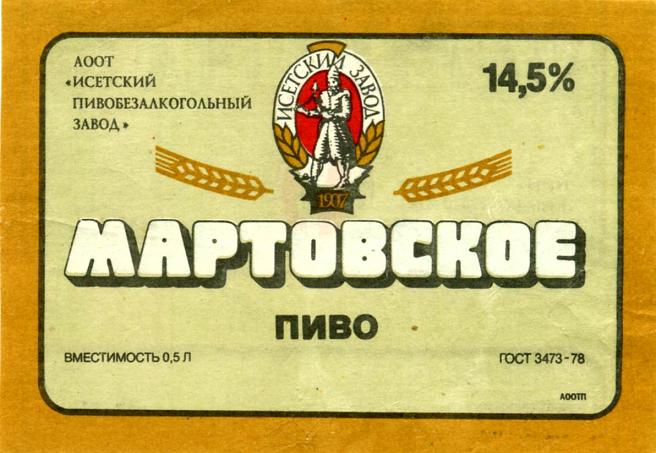 АООТ
«ИСЕТСКИЙ
ПИВОБЕЗАЛКОГОЛЬНЫЙ
ЗАВОД»
ИСЕТСКИЙ ЗАВОД
1907
14,5%
МАРТОВСКОЕ
ПИВО
ВМЕСТИМОСТЬ 0,5 Л
ГОСТ 3473-78
АООТП